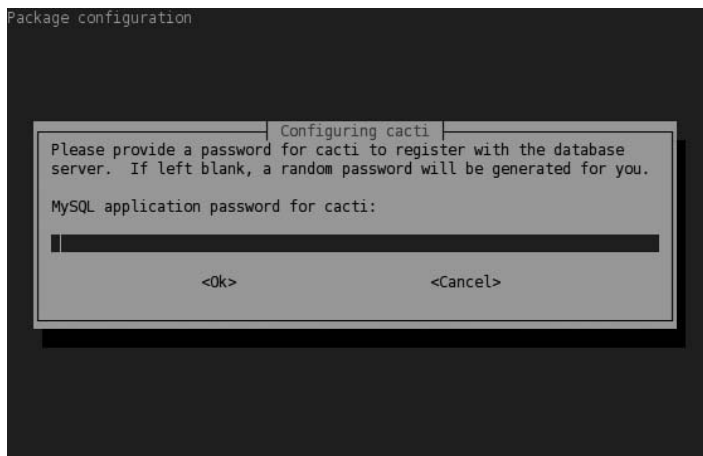 Package configuration
Configuring cacti
Please provide a password for cacti to register with the database
server. If left blank, a random password will be generated for you.
MySQL application password for cacti:
<Ok> <Cancel>